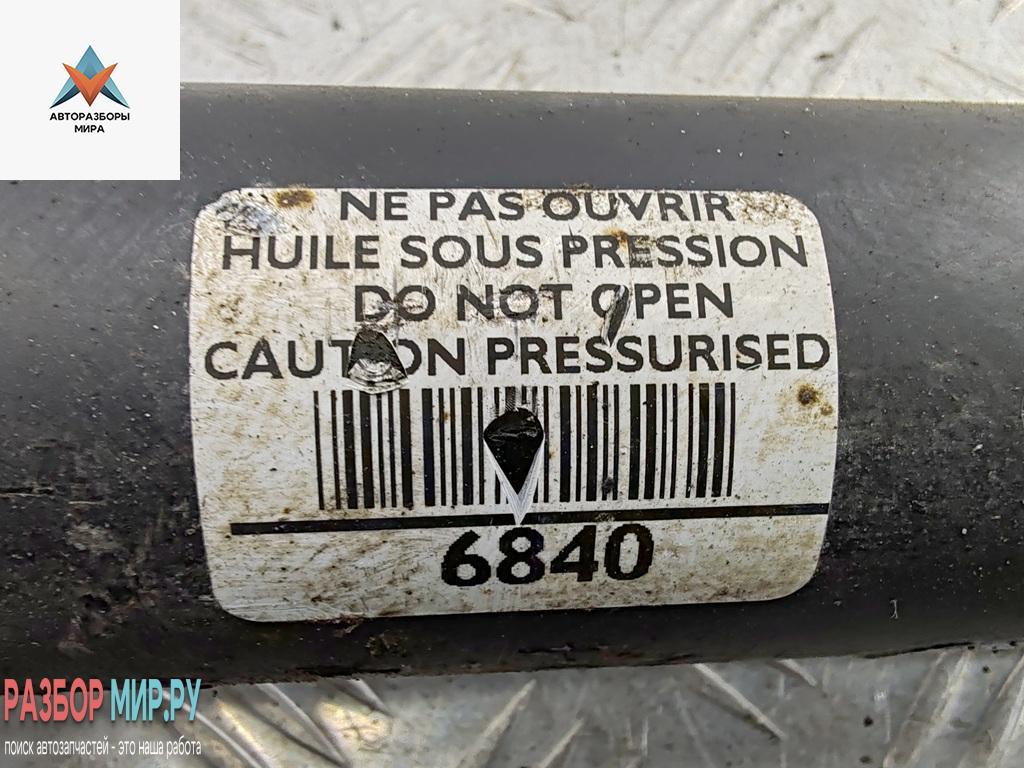 АВТОРАЗБОРЫ
МИРА
NE PAS OUVRIR
HUILE SOUS PRESSION
DO NOT OPEN
CAUTION PRESSURISED
6840
РАЗБОР МИР.РУ
поиск автозапчастей - это наша работа